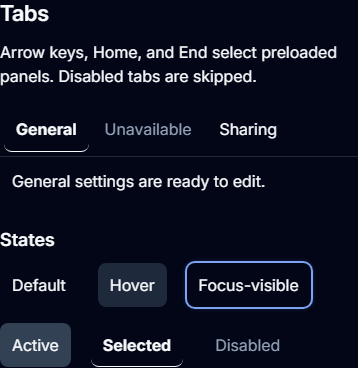 Tabs
Arrow keys, Home, and End select preloaded
panels. Disabled tabs are skipped.
General Unavailable Sharing
General settings are ready to edit.
States
Default Hover Focus-visible
Active Selected Disabled